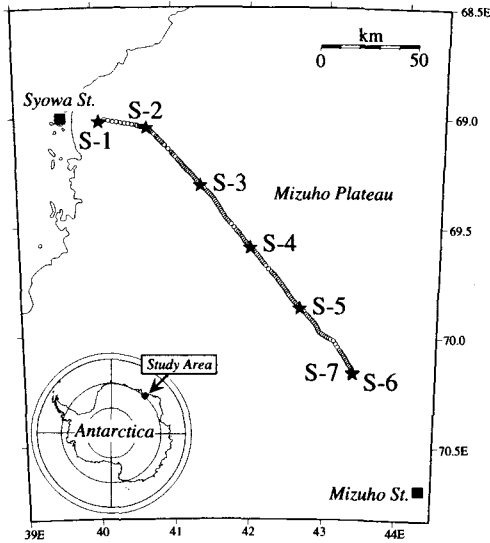 68.5E
km
0 50
Syowa St.
S-1
S-2
69.0
S-3
Mizuho Plateau
S-4
69.5
S-5
70.0
S-7
S-6
Study Area
Antarctica
70.5E
Mizuho St.
39E 40 41 42 43 44E